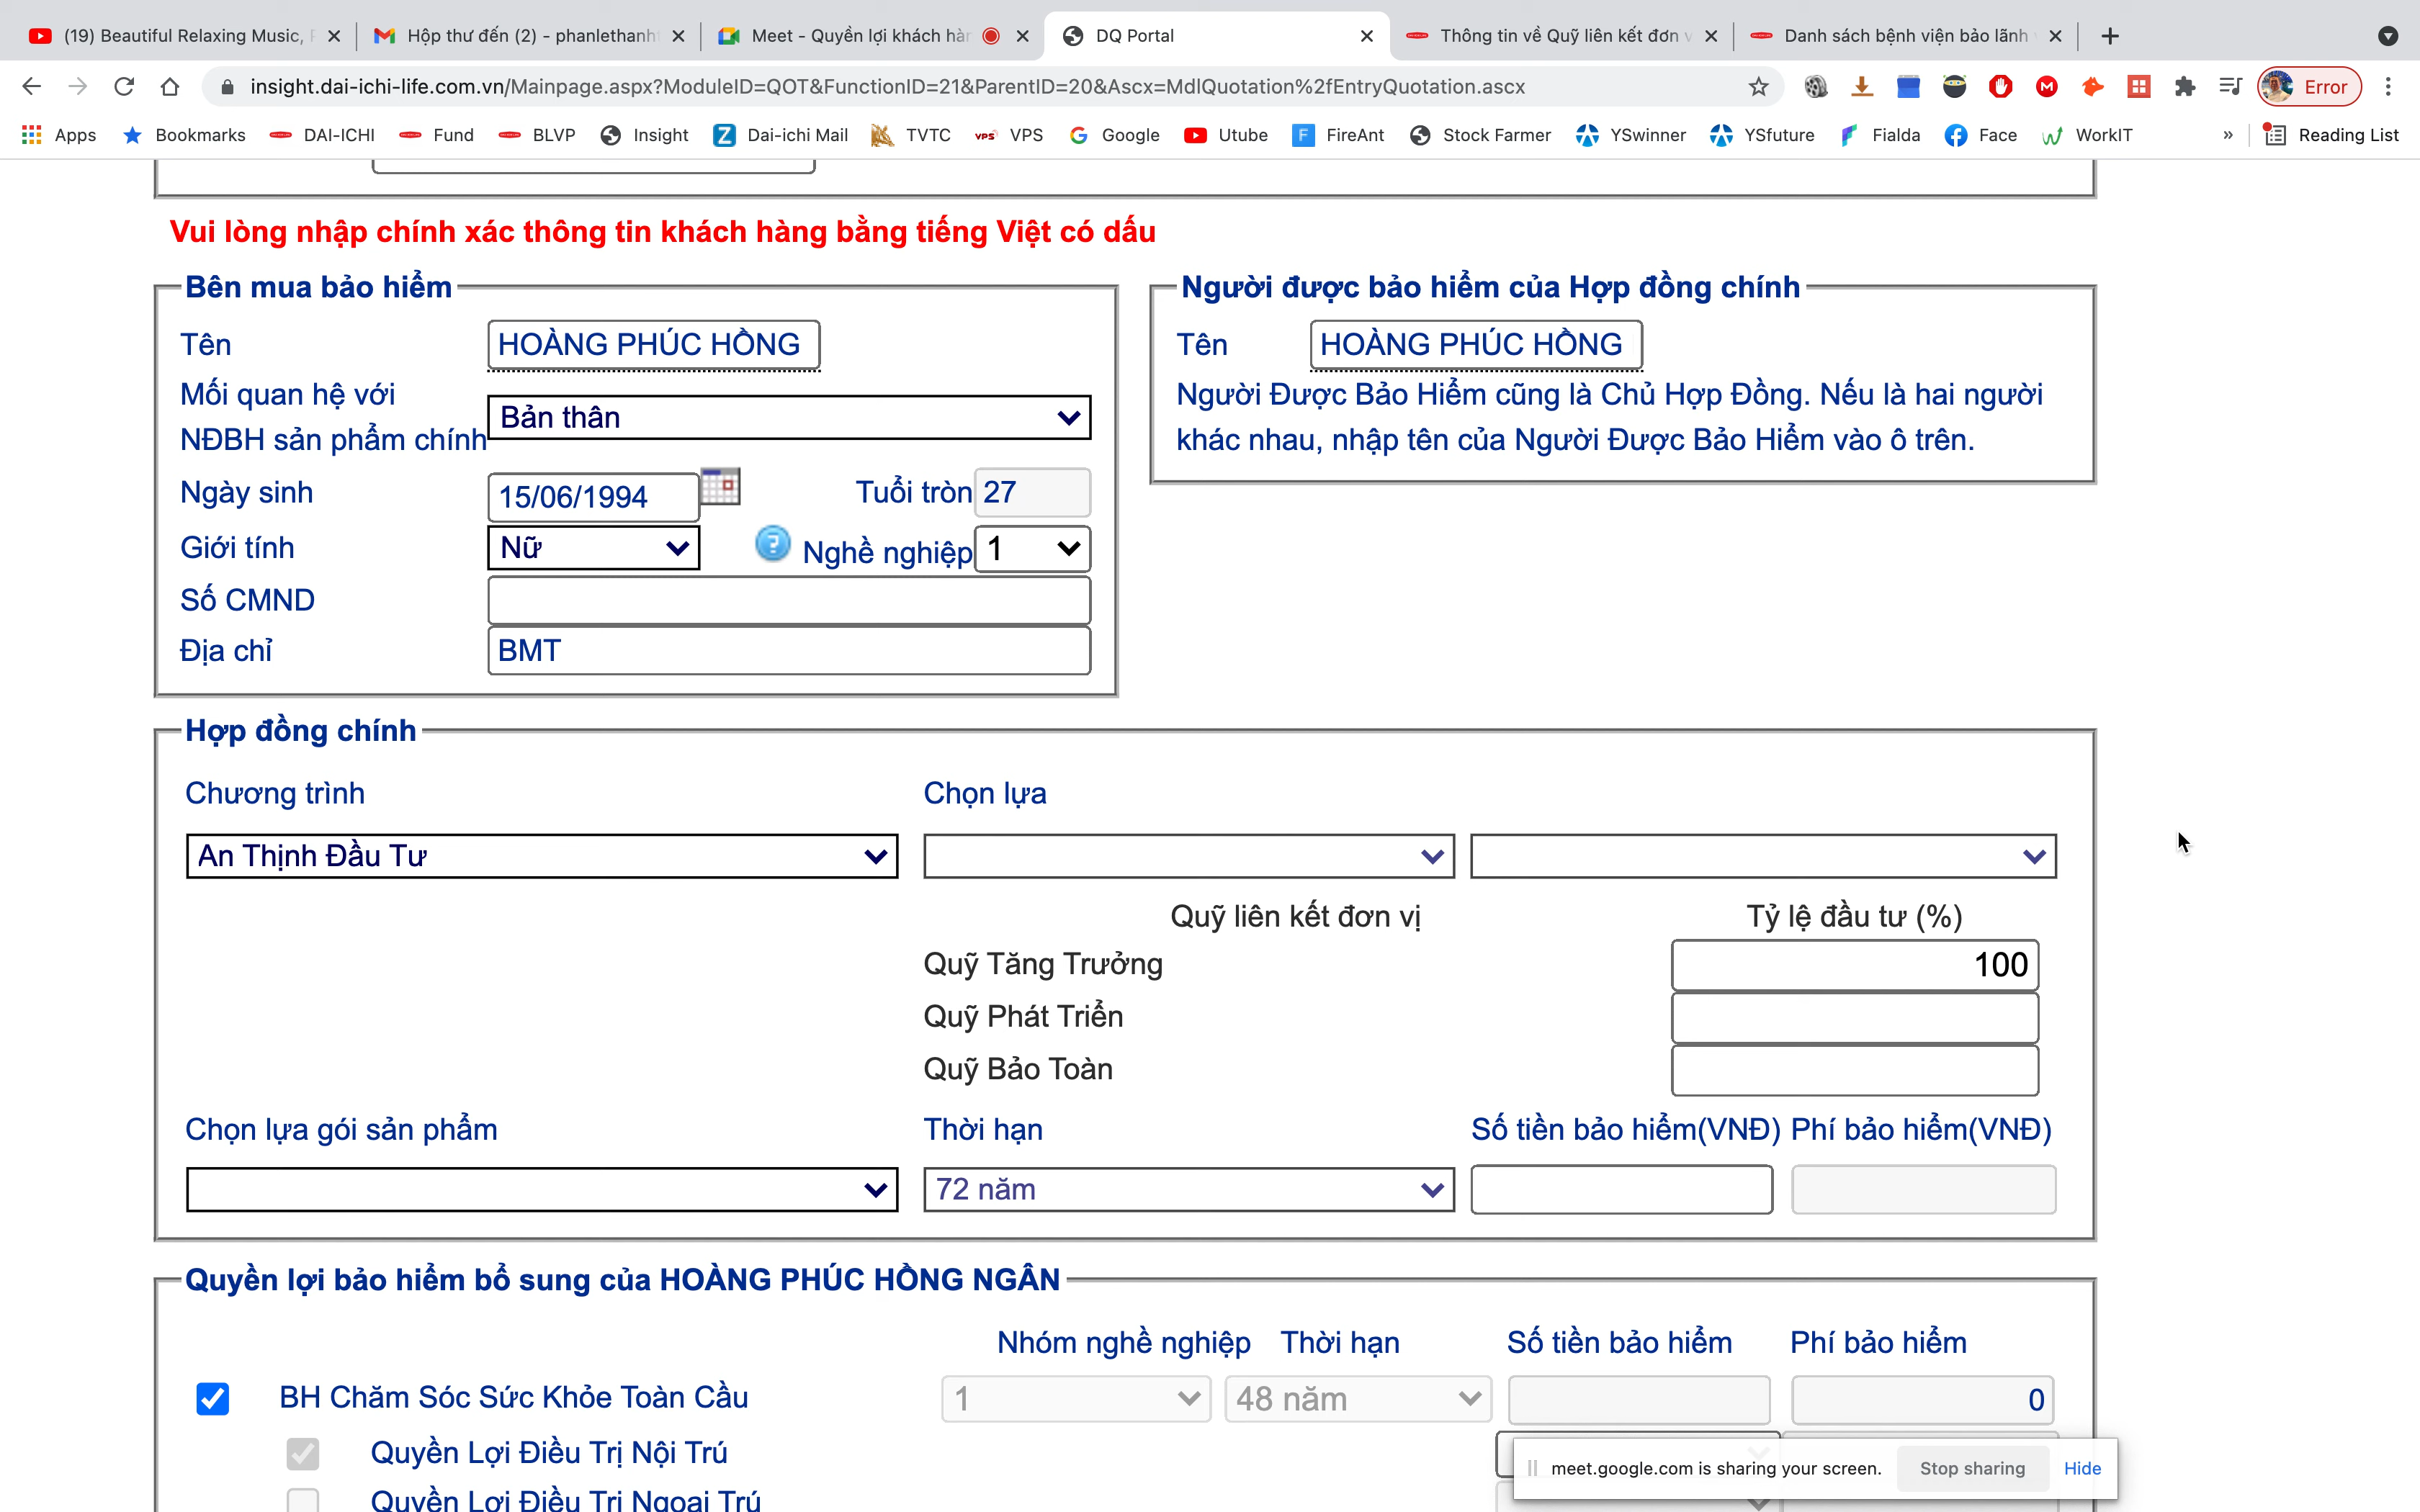 (19) Beautiful Relaxing Music,
Hộp thư đến (2) - phanlethanh
Meet - Quyền lợi khách hàn
DQ Portal
Thông tin về Quỹ liên kết đơn v
Danh sách bệnh viện bảo lãnh
insight.dai-ichi-life.com.vn/Mainpage.aspx?ModuleID=QOT&FunctionID=21&ParentID=20&Ascx=MdlQuotation%2fEntryQuotation.ascx
Error
Apps Bookmarks DAI-ICHI Fund BLVP Insight Dai-ichi Mail TVTC VPS Google Utube FireAnt Stock Farmer YSwinner YSfuture Fialda Face WorkIT » Reading List
Vui lòng nhập chính xác thông tin khách hàng bằng tiếng Việt có dấu
Bên mua bảo hiểm
Tên HOÀNG PHÚC HỒNG
Mối quan hệ với
NĐBH sản phẩm chính Bản thân
Ngày sinh 15/06/1994 Tuổi tròn 27
Giới tính Nữ ? Nghề nghiệp 1
Số CMND
Địa chỉ BMT
Người được bảo hiểm của Hợp đồng chính
Tên HOÀNG PHÚC HỒNG
Người Được Bảo Hiểm cũng là Chủ Hợp Đồng. Nếu là hai người
khác nhau, nhập tên của Người Được Bảo Hiểm vào ô trên.
Hợp đồng chính
Chương trình Chọn lựa
An Thịnh Đầu Tư
Quỹ liên kết đơn vị Tỷ lệ đầu tư (%)
Quỹ Tăng Trưởng 100
Quỹ Phát Triển
Quỹ Bảo Toàn
Chọn lựa gói sản phẩm Thời hạn Số tiền bảo hiểm(VNĐ) Phí bảo hiểm(VNĐ)
72 năm
Quyền lợi bảo hiểm bổ sung của HOÀNG PHÚC HỒNG NGÂN
Nhóm nghề nghiệp Thời hạn Số tiền bảo hiểm Phí bảo hiểm
BH Chăm Sóc Sức Khỏe Toàn Cầu 1 48 năm 0
Quyền Lợi Điều Trị Nội Trú
Quyền Lợi Điều Trị Ngoại Trú
meet.google.com is sharing your screen. Stop sharing Hide